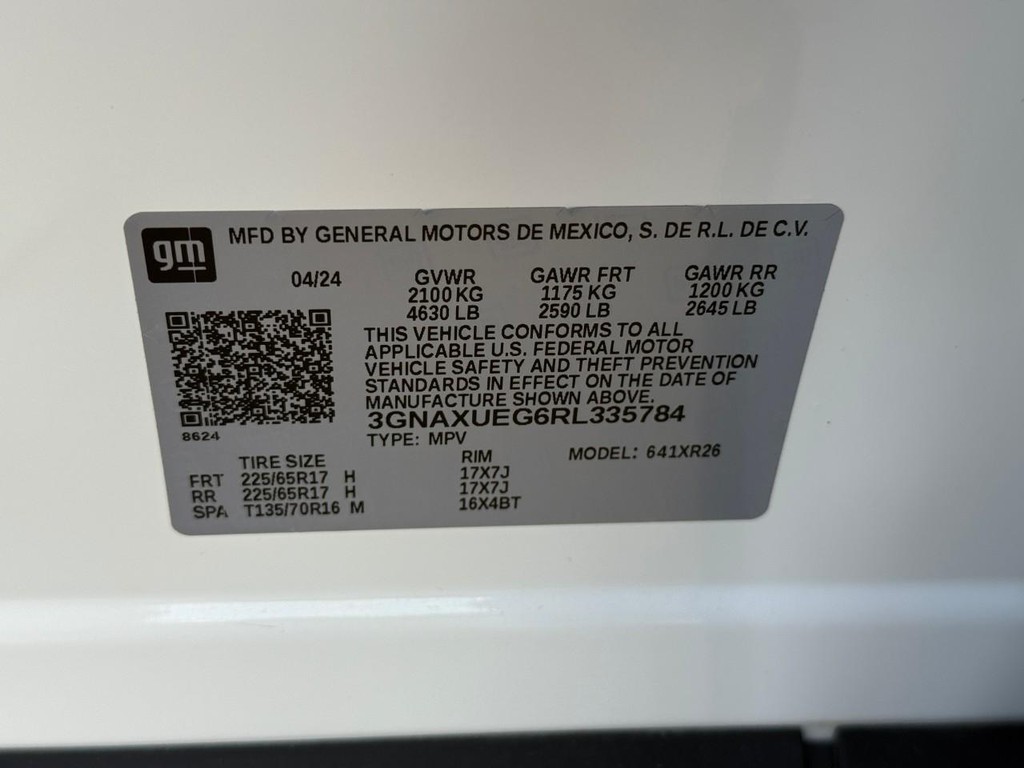 gm MFD BY GENERAL MOTORS DE MEXICO, S. DE R.L. DE C.V.
04/24 GVWR GAWR FRT GAWR RR
2100 KG 1175 KG 1200 KG
4630 LB 2590 LB 2645 LB
THIS VEHICLE CONFORMS TO ALL
APPLICABLE U.S. FEDERAL MOTOR
VEHICLE SAFETY AND THEFT PREVENTION
STANDARDS IN EFFECT ON THE DATE OF
MANUFACTURE SHOWN ABOVE.
3GNAXUEG6RL335784
8624 TYPE: MPV
TIRE SIZE RIM MODEL: 641XR26
FRT 225/65R17 H 17X7J
RR 225/65R17 H 17X7J
SPA T135/70R16 M 16X4BT